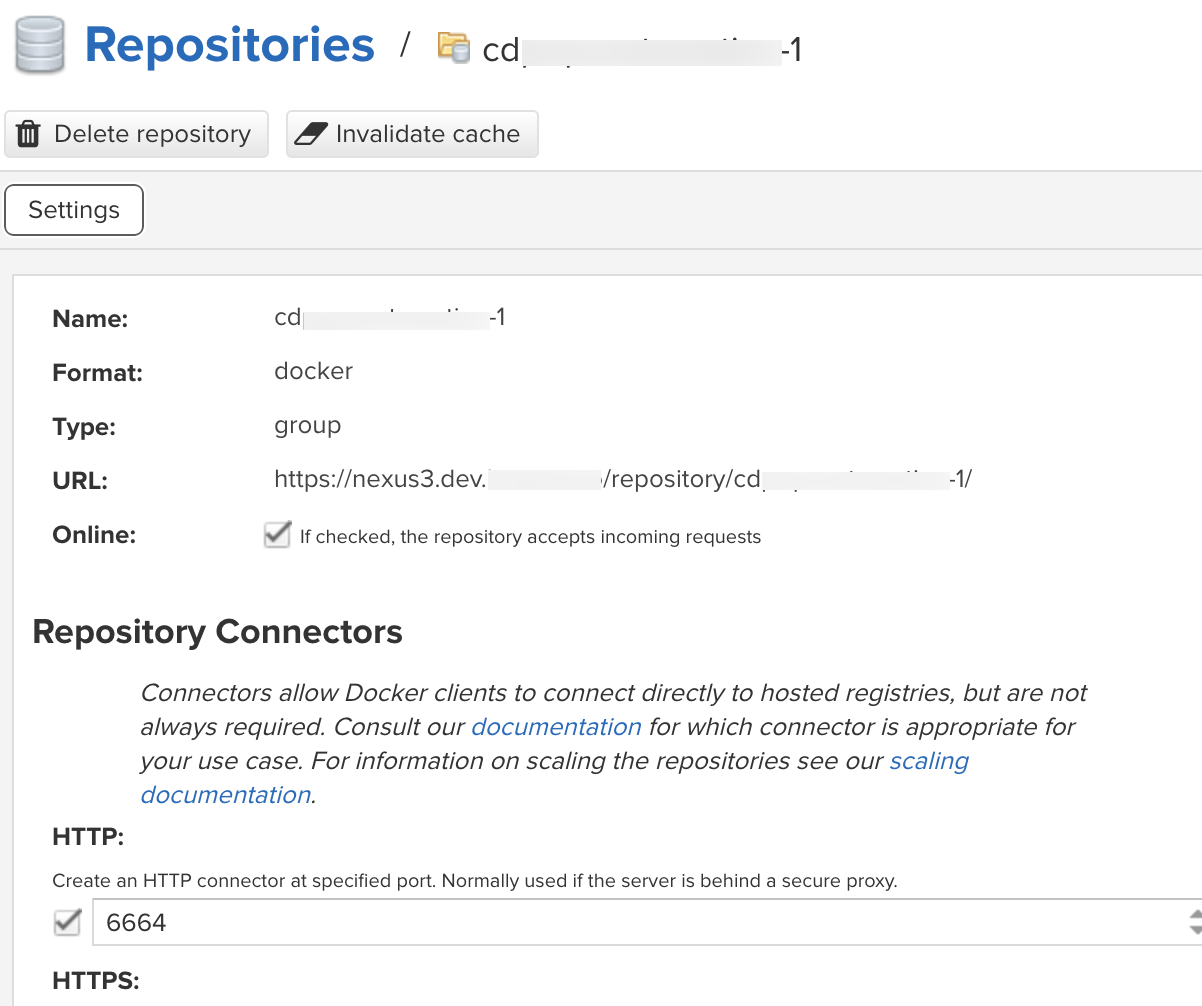 Repositories / cd -1
Delete repository Invalidate cache
Settings
Name: cd -1
Format: docker
Type: group
URL: https://nexus3.dev. /repository/cd -1/
Online: If checked, the repository accepts incoming requests
Repository Connectors
Connectors allow Docker clients to connect directly to hosted registries, but are not
always required. Consult our documentation for which connector is appropriate for
your use case. For information on scaling the repositories see our scaling
documentation.
HTTP:
Create an HTTP connector at specified port. Normally used if the server is behind a secure proxy.
6664
HTTPS: